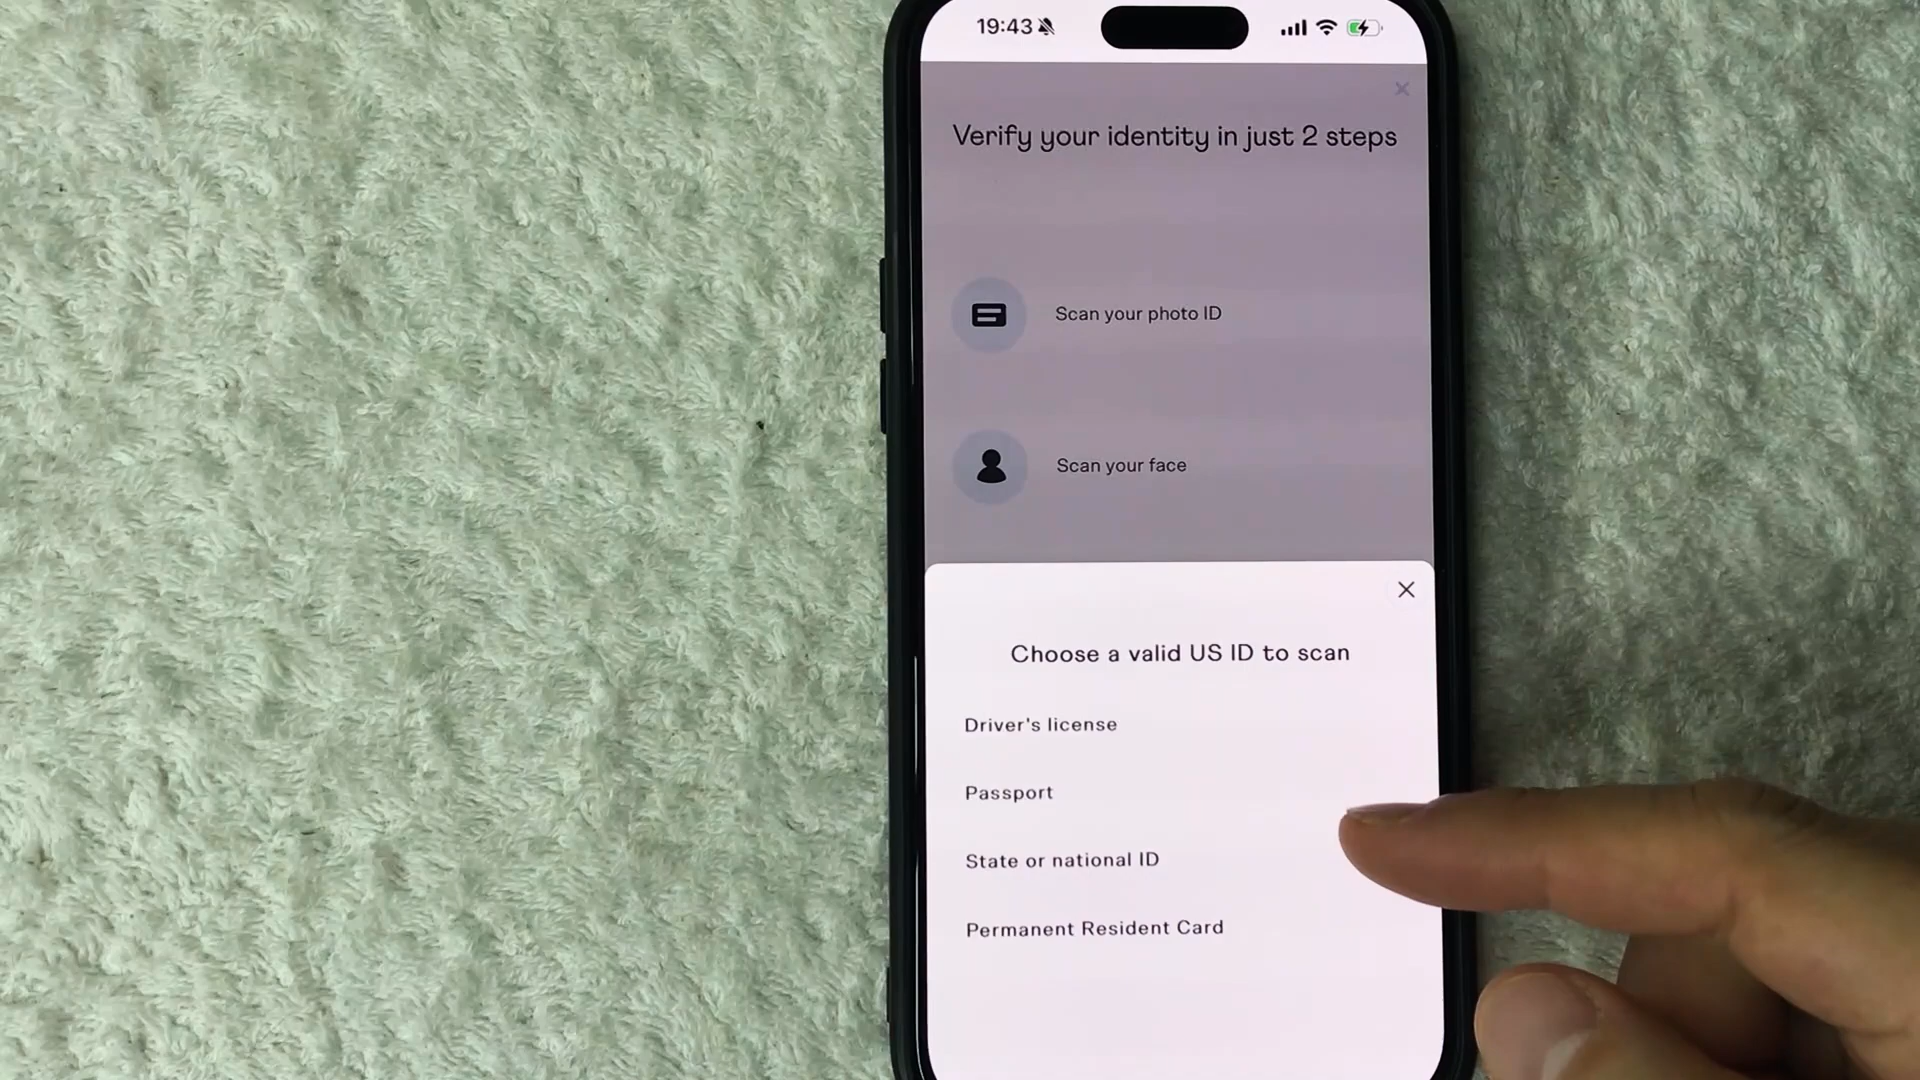 19:43
Verify your identity in just 2 steps
Scan your photo ID
Scan your face
Choose a valid US ID to scan
Driver's license
Passport
State or national ID
Permanent Resident Card